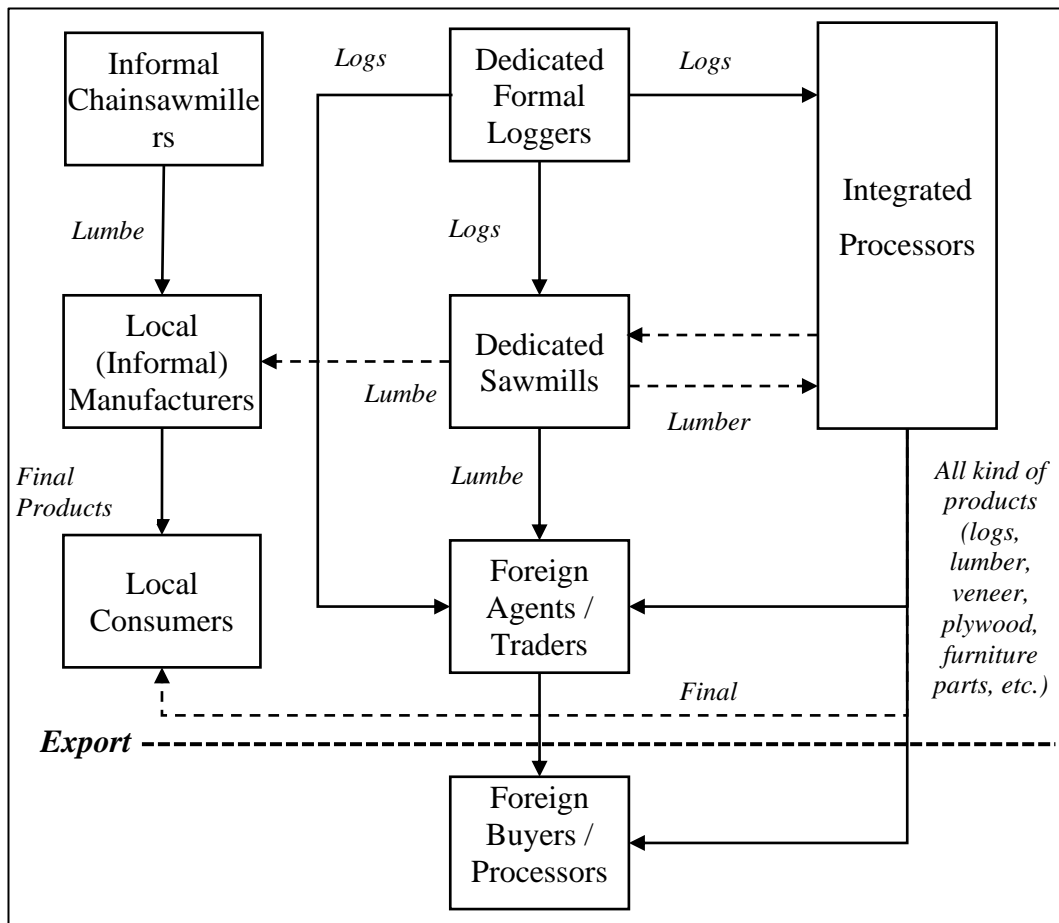 Informal
Chainsawmille
rs
Logs
Dedicated
Formal
Loggers
Logs
Integrated
Processors
Lumbe
Logs
Local
(Informal)
Manufacturers
Dedicated
Sawmills
Lumbe
Lumber
Final
Products
Lumbe
All kind of
products
(logs,
lumber,
veneer,
plywood,
furniture
parts, etc.)
Local
Consumers
Foreign
Agents /
Traders
Final
Export
Foreign
Buyers /
Processors